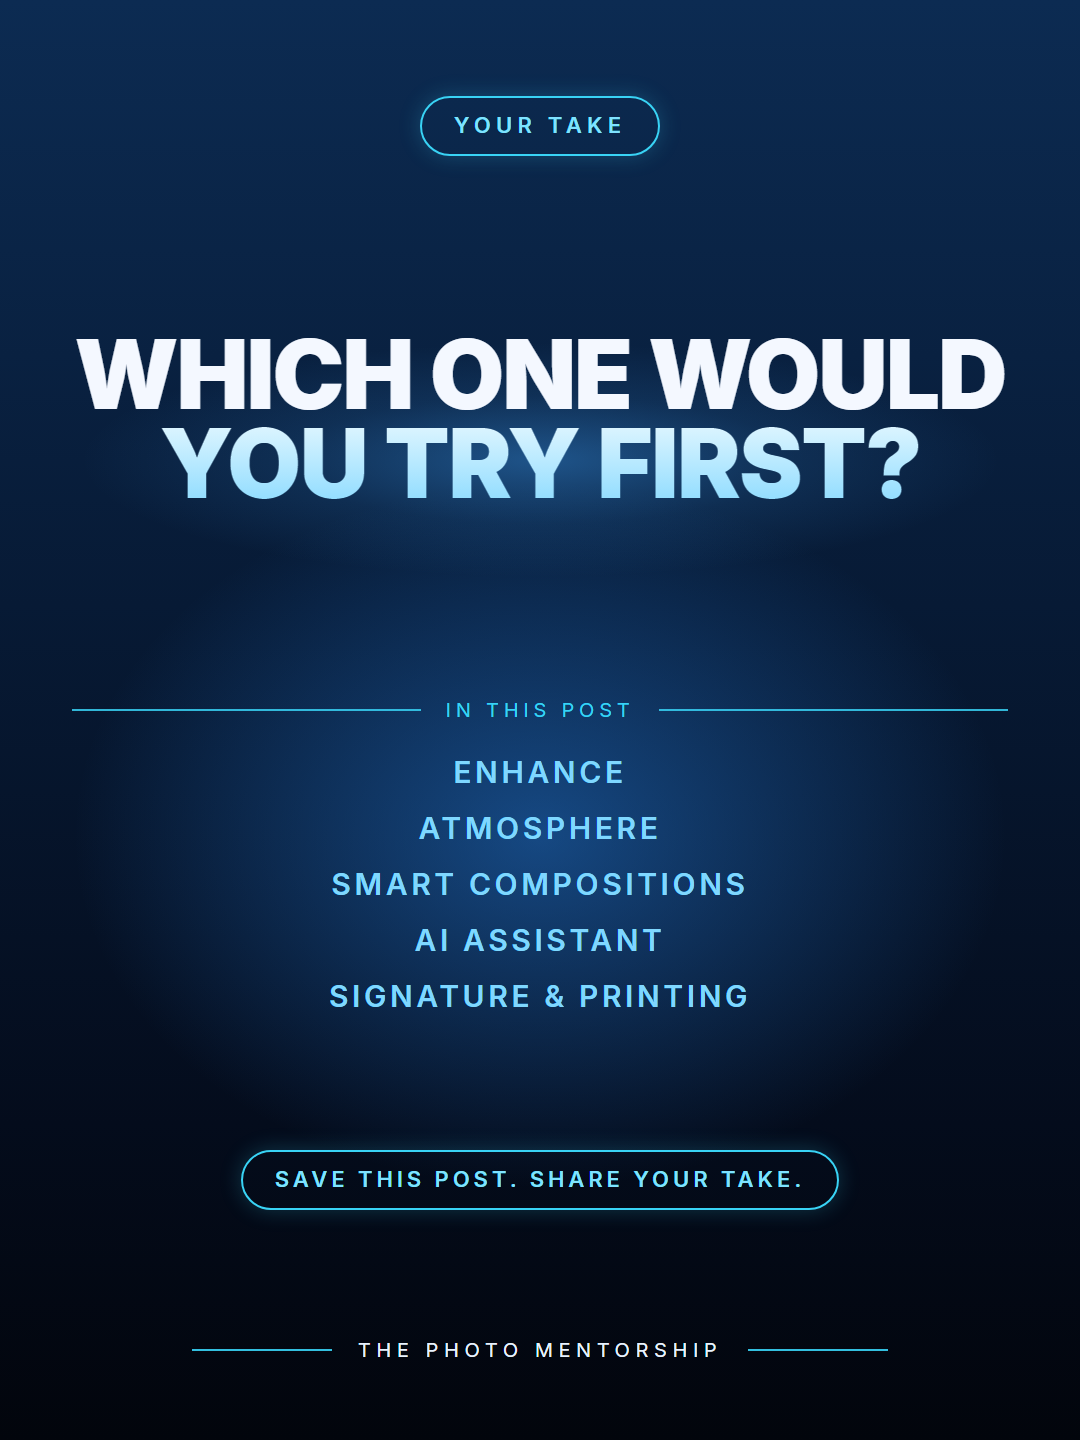 YOUR TAKE
WHICH ONE WOULD
YOU TRY FIRST?
IN THIS POST
ENHANCE
ATMOSPHERE
SMART COMPOSITIONS
AI ASSISTANT
SIGNATURE & PRINTING
SAVE THIS POST. SHARE YOUR TAKE.
THE PHOTO MENTORSHIP